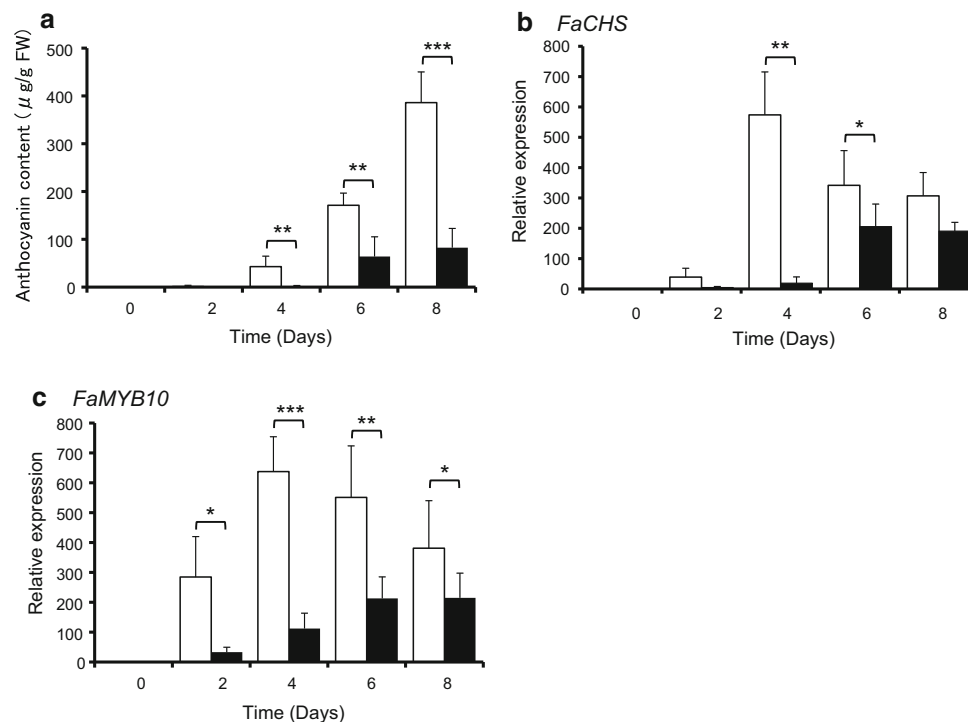 a
Anthocyanin content ( μ g/g FW)
500
400
300
200
100
0
***
**
**
0 2 4 6 8
Time (Days)
b FaCHS
Relative expression
800
700
600
500
400
300
200
100
0
**
*
0 2 4 6 8
Time (Days)
c FaMYB10
Relative expression
800
700
600
500
400
300
200
100
0
*
***
**
*
0 2 4 6 8
Time (Days)